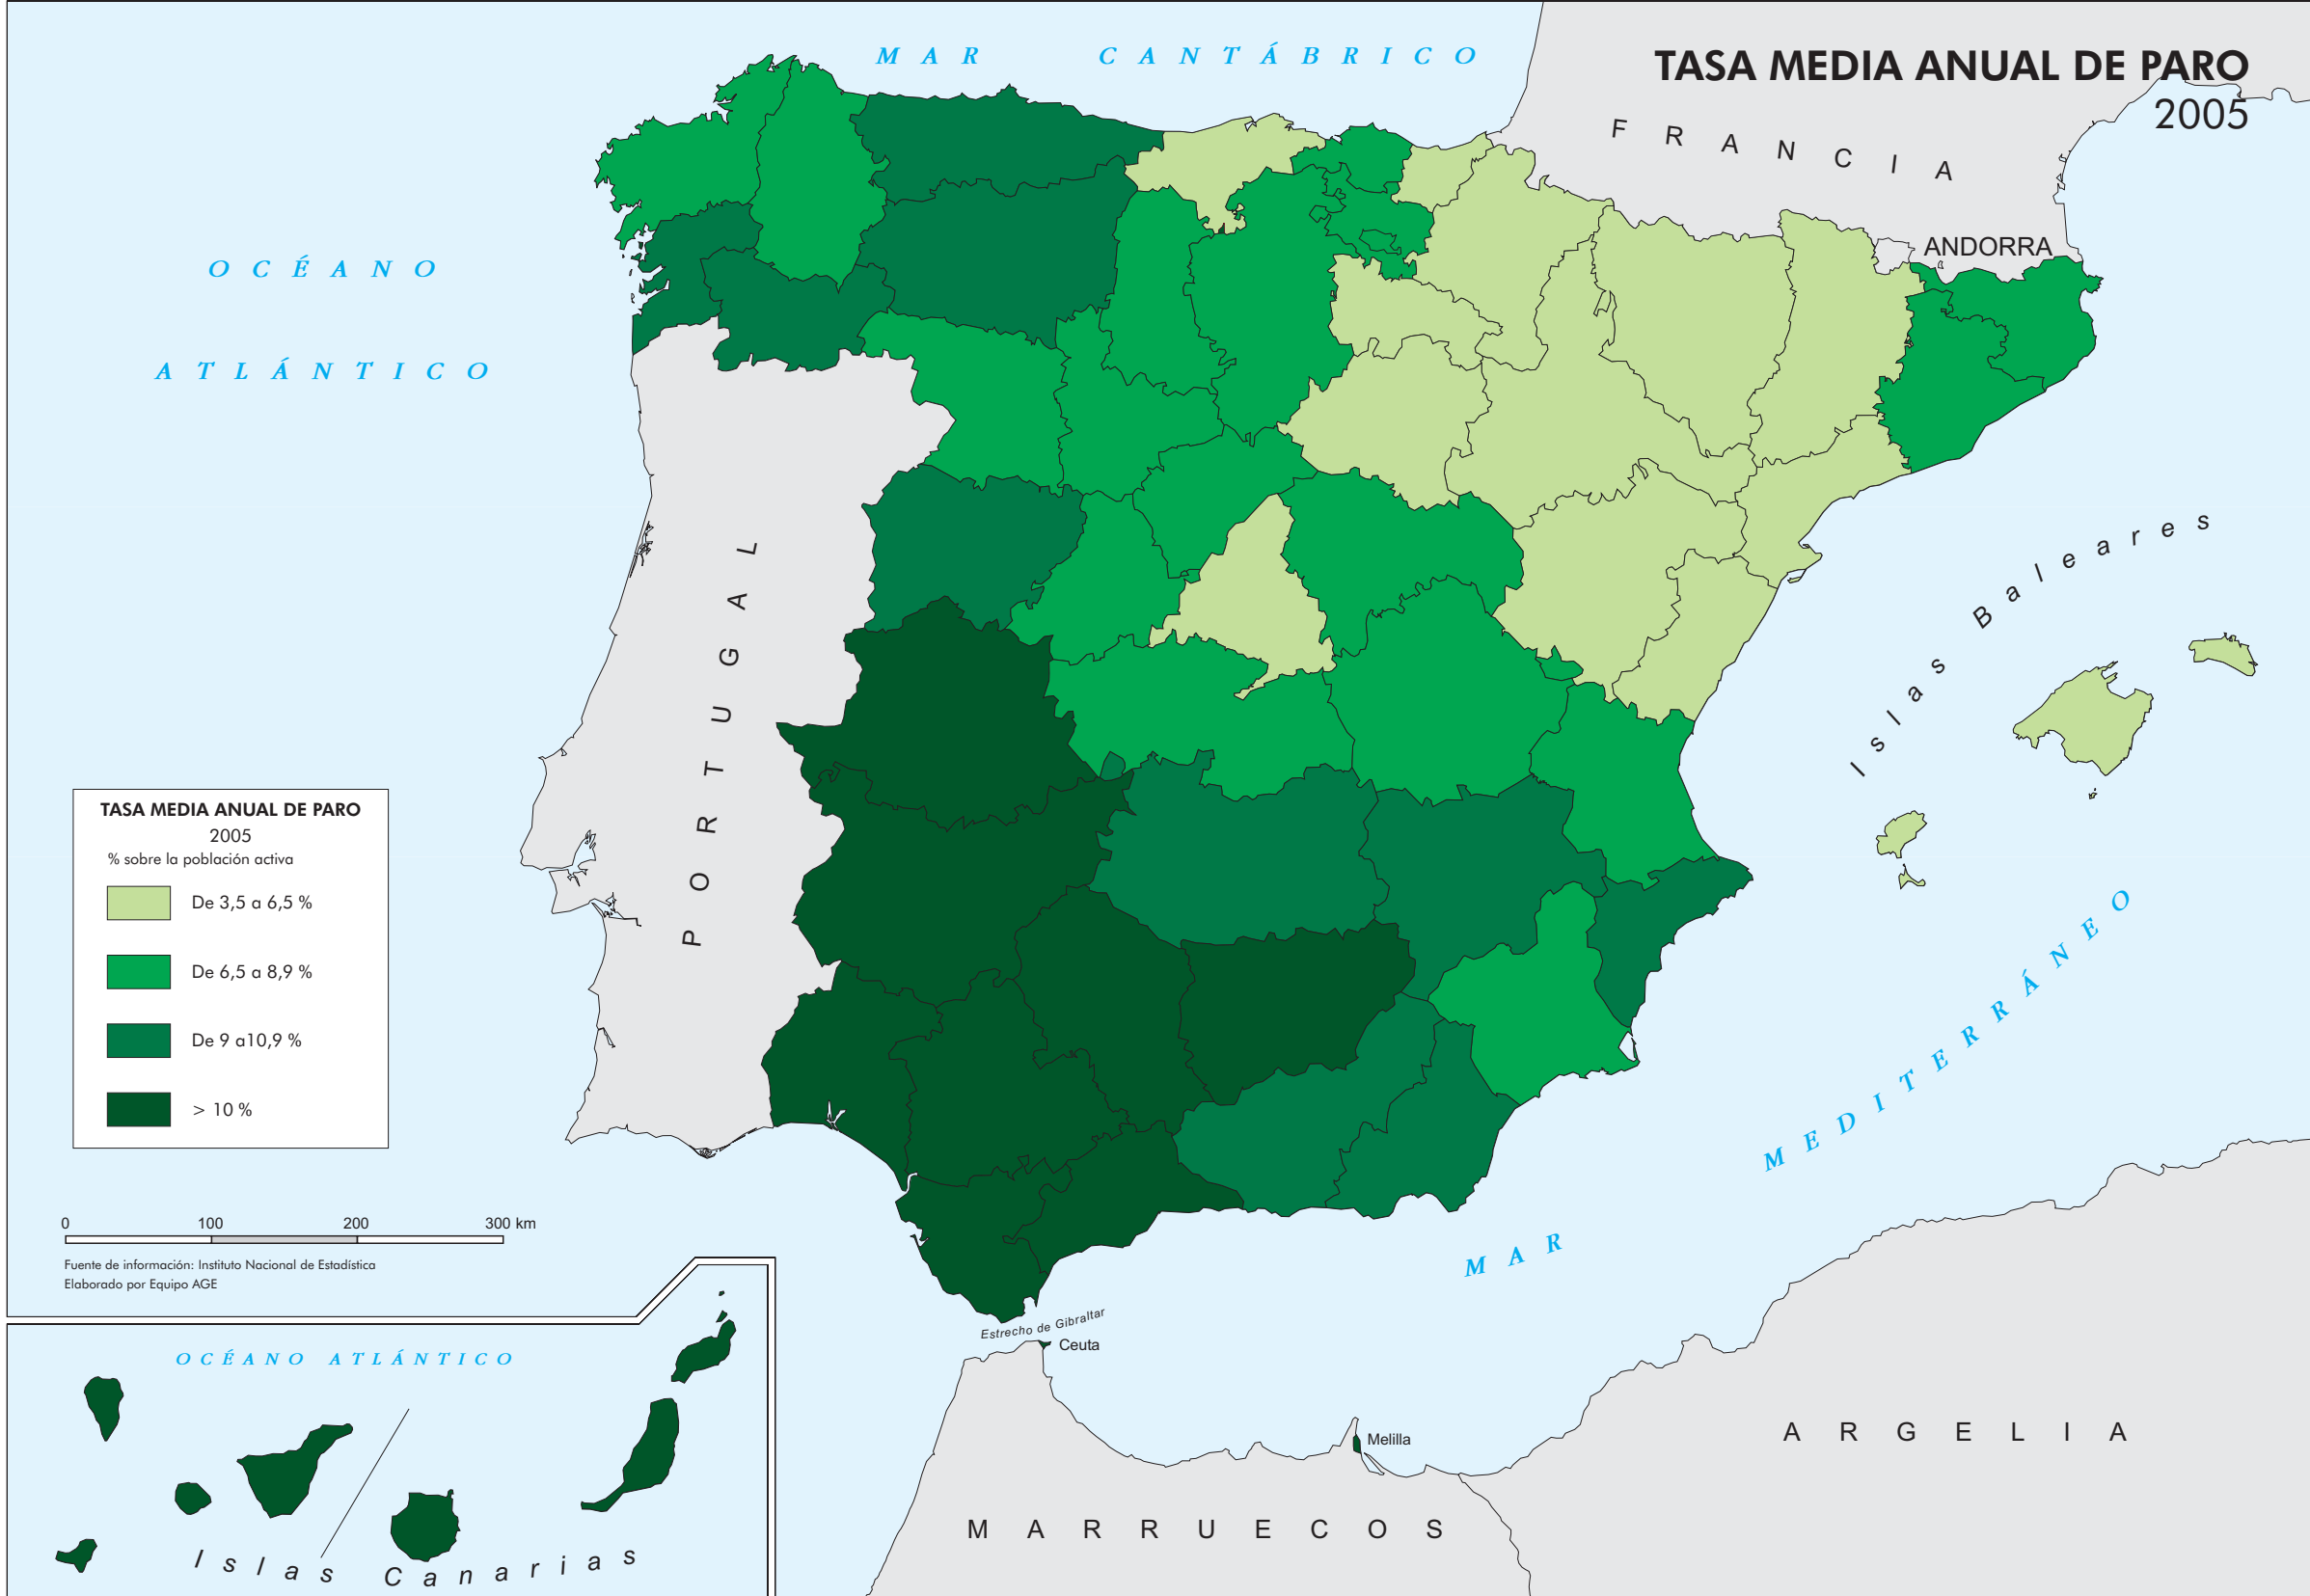 TASA MEDIA ANUAL DE PARO
2005
MAR CANTÁBRICO
FRANCIA
ANDORRA
OCÉANO
ATLÁNTICO
PORTUGAL
Islas Baleares
MAR MEDITERRÁNEO
TASA MEDIA ANUAL DE PARO
2005
% sobre la población activa
De 3,5 a 6,5 %
De 6,5 a 8,9 %
De 9 a10,9 %
> 10 %
0 100 200 300 km
Fuente de información: Instituto Nacional de Estadística
Elaborado por Equipo AGE
Estrecho de Gibraltar
Ceuta
Melilla
OCÉANO ATLÁNTICO
Islas Canarias
MARRUECOS
ARGELIA